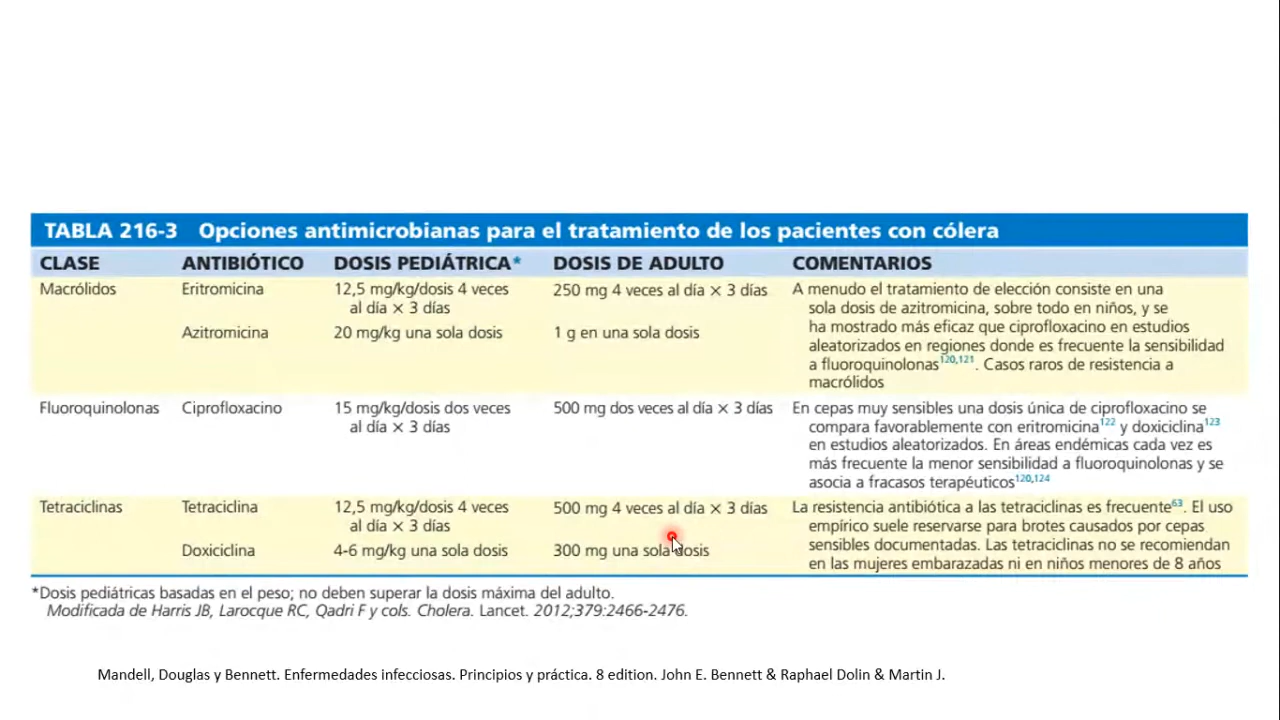 TABLA 216-3 Opciones antimicrobianas para el tratamiento de los pacientes con cólera
CLASE ANTIBIÓTICO DOSIS PEDIÁTRICA* DOSIS DE ADULTO COMENTARIOS
Macrólidos Eritromicina 12,5 mg/kg/dosis 4 veces 250 mg 4 veces al día × 3 días A menudo el tratamiento de elección consiste en una
al día × 3 días sola dosis de azitromicina, sobre todo en niños, y se
ha mostrado más eficaz que ciprofloxacino en estudios
Azitromicina 20 mg/kg una sola dosis 1 g en una sola dosis
aleatorizados en regiones donde es frecuente la sensibilidad
a fluoroquinolonas120,121. Casos raros de resistencia a
macrólidos
Fluoroquinolonas Ciprofloxacino 15 mg/kg/dosis dos veces 500 mg dos veces al día × 3 días En cepas muy sensibles una dosis única de ciprofloxacino se
al día × 3 días compara favorablemente con eritromicina122 y doxiciclina123
en estudios aleatorizados. En áreas endémicas cada vez es
más frecuente la menor sensibilidad a fluoroquinolonas y se
asocia a fracasos terapéuticos120,124
Tetraciclinas Tetraciclina 12,5 mg/kg/dosis 4 veces 500 mg 4 veces al día × 3 días La resistencia antibiótica a las tetraciclinas es frecuente63. El uso
al día × 3 días empírico suele reservarse para brotes causados por cepas
Doxiciclina 4-6 mg/kg una sola dosis 300 mg una sola dosis sensibles documentadas. Las tetraciclinas no se recomiendan
en las mujeres embarazadas ni en niños menores de 8 años
*Dosis pediátricas basadas en el peso; no deben superar la dosis máxima del adulto.
Modificada de Harris JB, Larocque RC, Qadri F y cols. Cholera. Lancet. 2012;379:2466-2476.
Mandell, Douglas y Bennett. Enfermedades infecciosas. Principios y práctica. 8 edition. John E. Bennett & Raphael Dolin & Martin J.